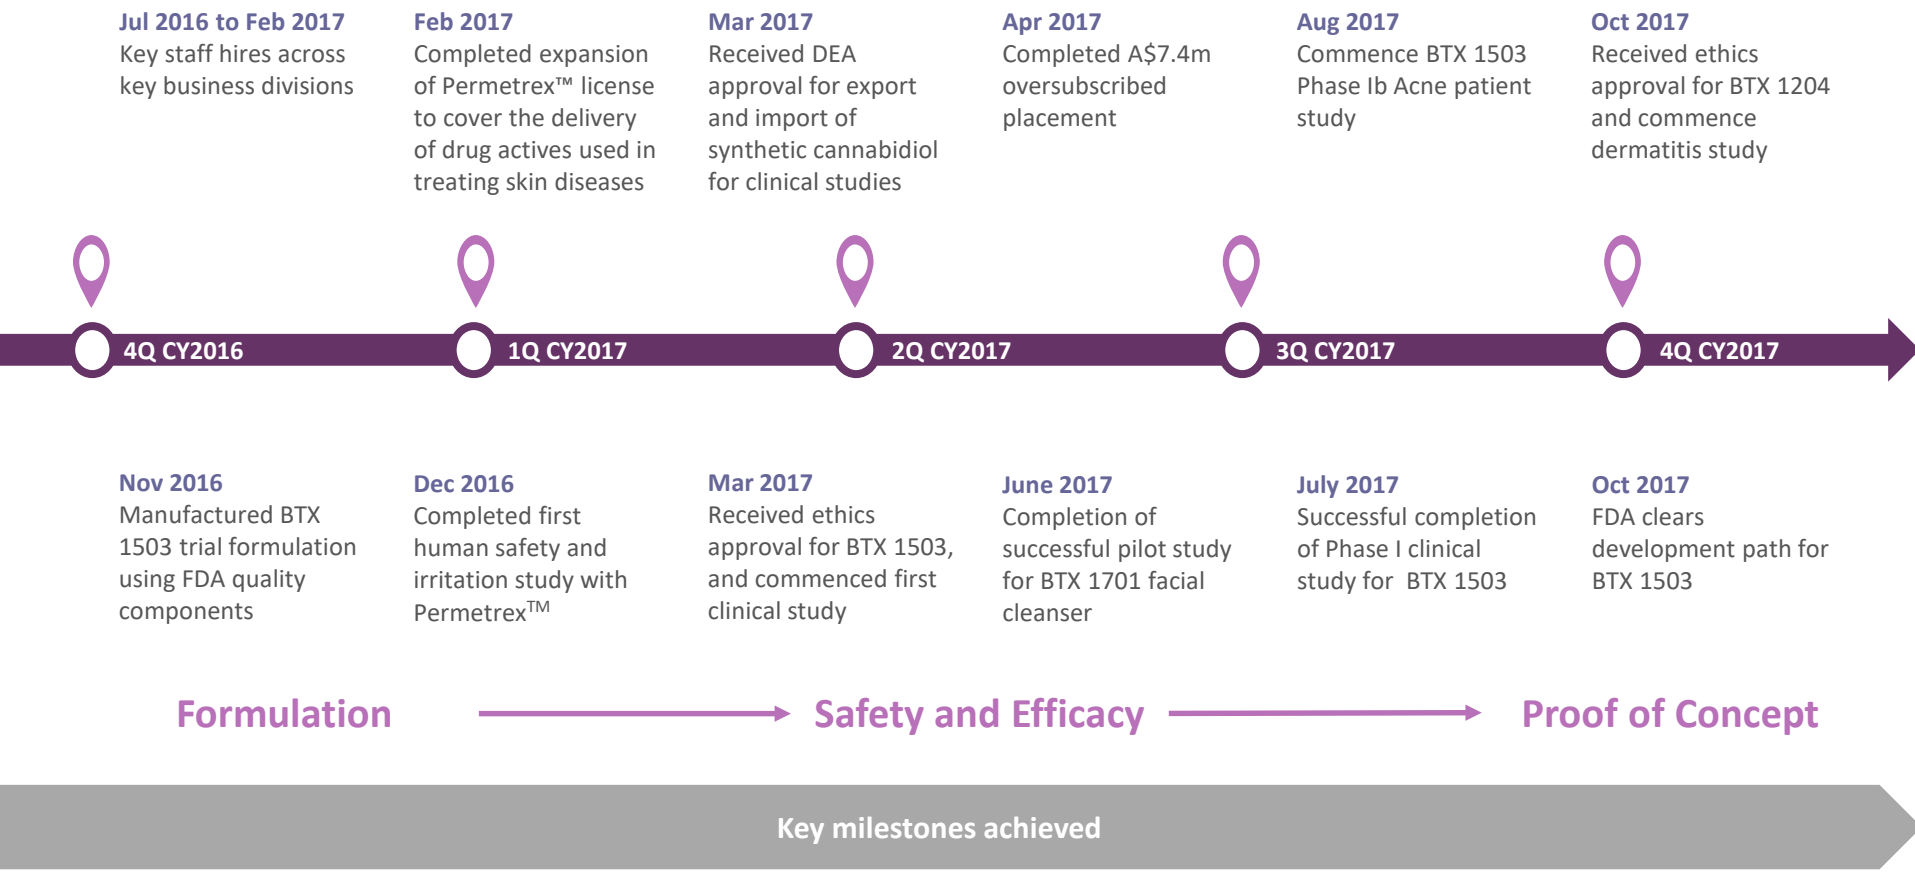 Jul 2016 to Feb 2017
Key staff hires across
key business divisions
Feb 2017
Completed expansion
of Permetrex™ license
to cover the delivery
of drug actives used in
treating skin diseases
Mar 2017
Received DEA
approval for export
and import of
synthetic cannabidiol
for clinical studies
Apr 2017
Completed A$7.4m
oversubscribed
placement
Aug 2017
Commence BTX 1503
Phase Ib Acne patient
study
Oct 2017
Received ethics
approval for BTX 1204
and commence
dermatitis study
4Q CY2016
1Q CY2017
2Q CY2017
3Q CY2017
4Q CY2017
Nov 2016
Manufactured BTX
1503 trial formulation
using FDA quality
components
Dec 2016
Completed first
human safety and
irritation study with
Permetrex™
Mar 2017
Received ethics
approval for BTX 1503,
and commenced first
clinical study
June 2017
Completion of
successful pilot study
for BTX 1701 facial
cleanser
July 2017
Successful completion
of Phase I clinical
study for BTX 1503
Oct 2017
FDA clears
development path for
BTX 1503
Formulation
Safety and Efficacy
Proof of Concept
Key milestones achieved